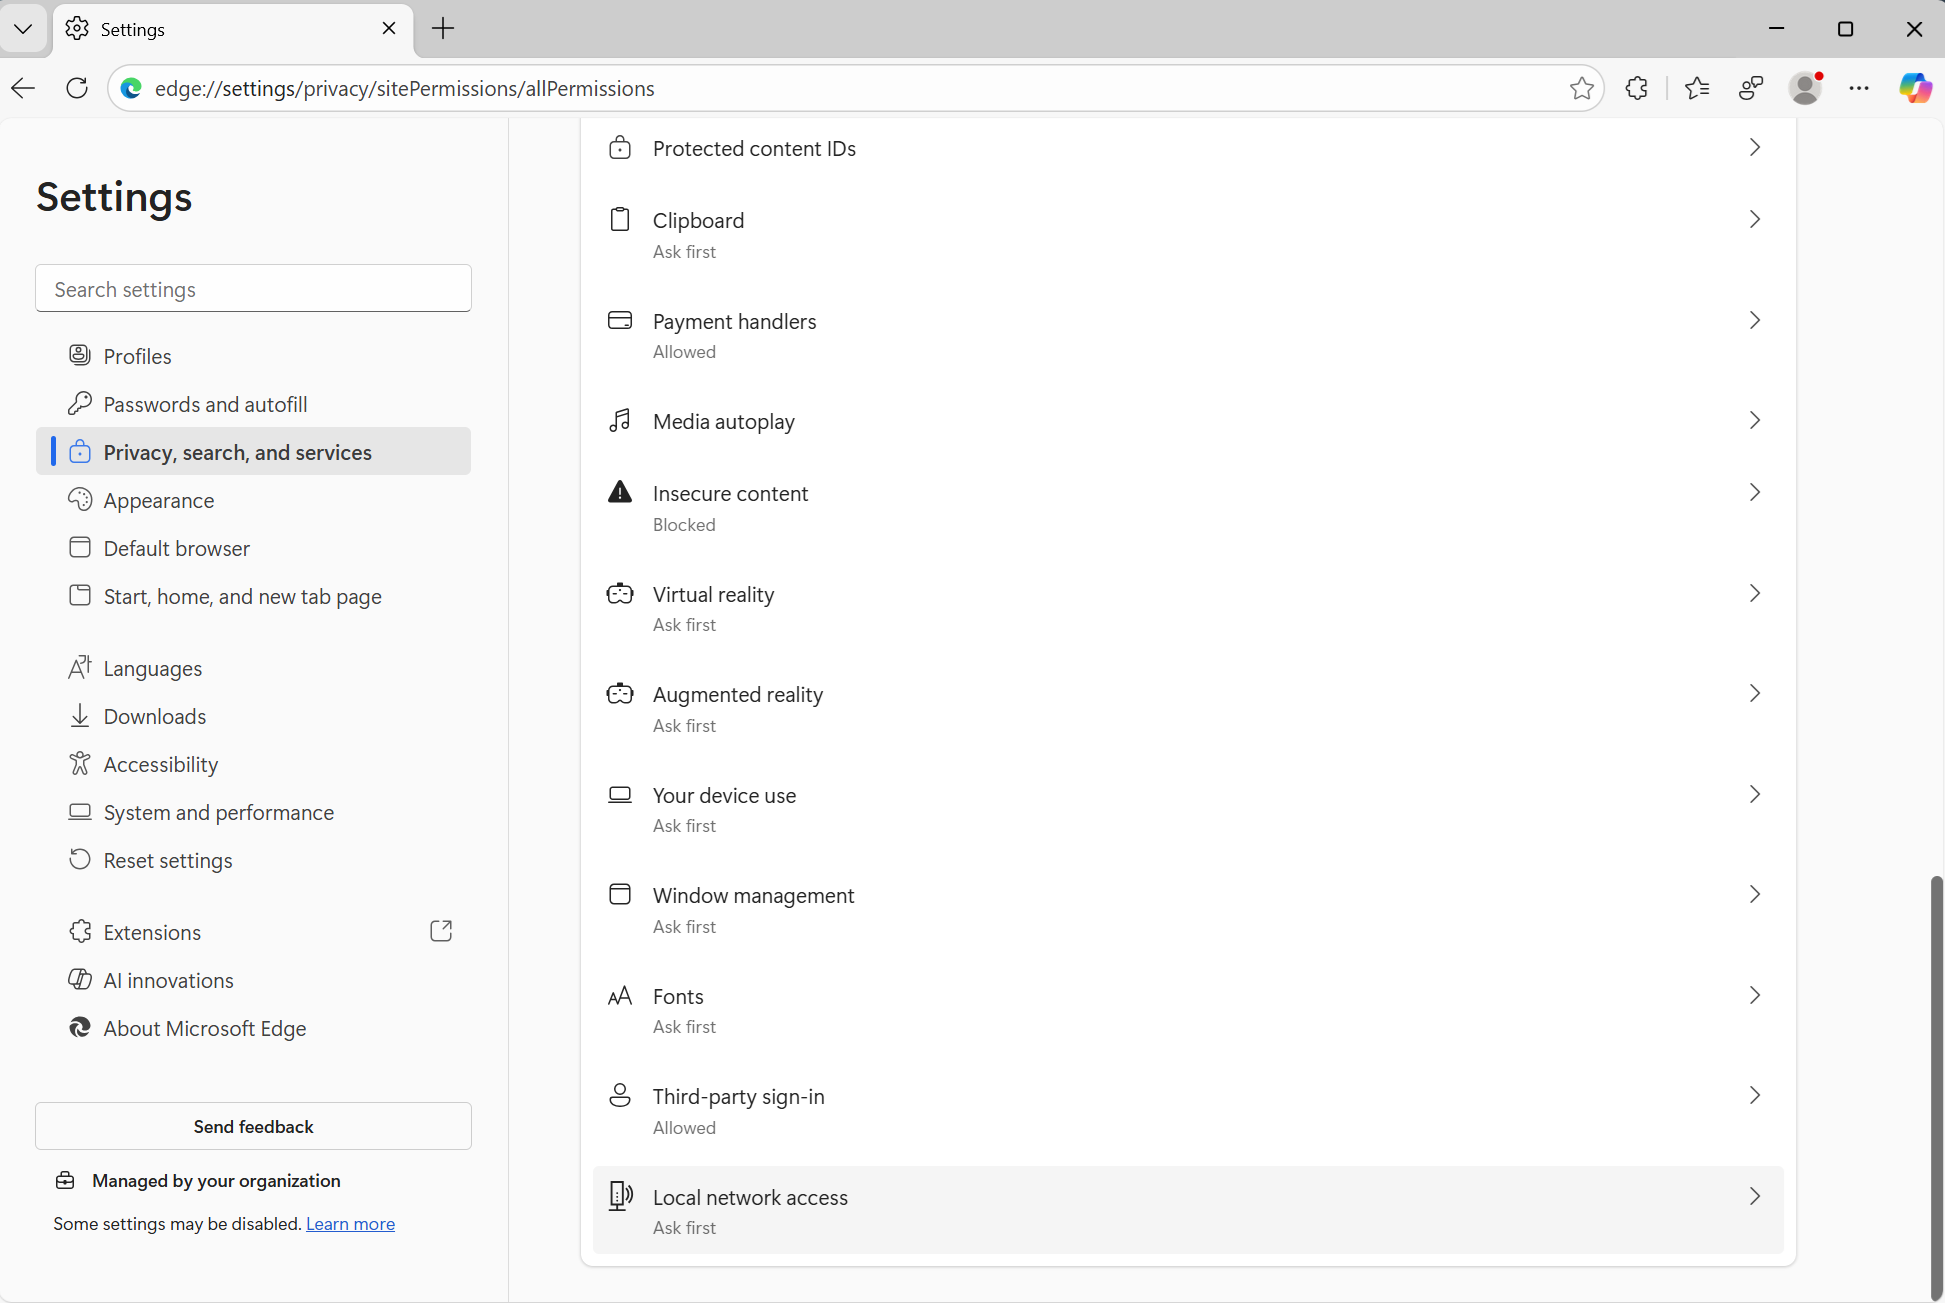 Settings
edge://settings/privacy/sitePermissions/allPermissions
Settings
Search settings
Profiles
Passwords and autofill
Privacy, search, and services
Appearance
Default browser
Start, home, and new tab page
Languages
Downloads
Accessibility
System and performance
Reset settings
Extensions
AI innovations
About Microsoft Edge
Send feedback
Managed by your organization
Some settings may be disabled. Learn more
Protected content IDs
Clipboard
Ask first
Payment handlers
Allowed
Media autoplay
Insecure content
Blocked
Virtual reality
Ask first
Augmented reality
Ask first
Your device use
Ask first
Window management
Ask first
Fonts
Ask first
Third-party sign-in
Allowed
Local network access
Ask first